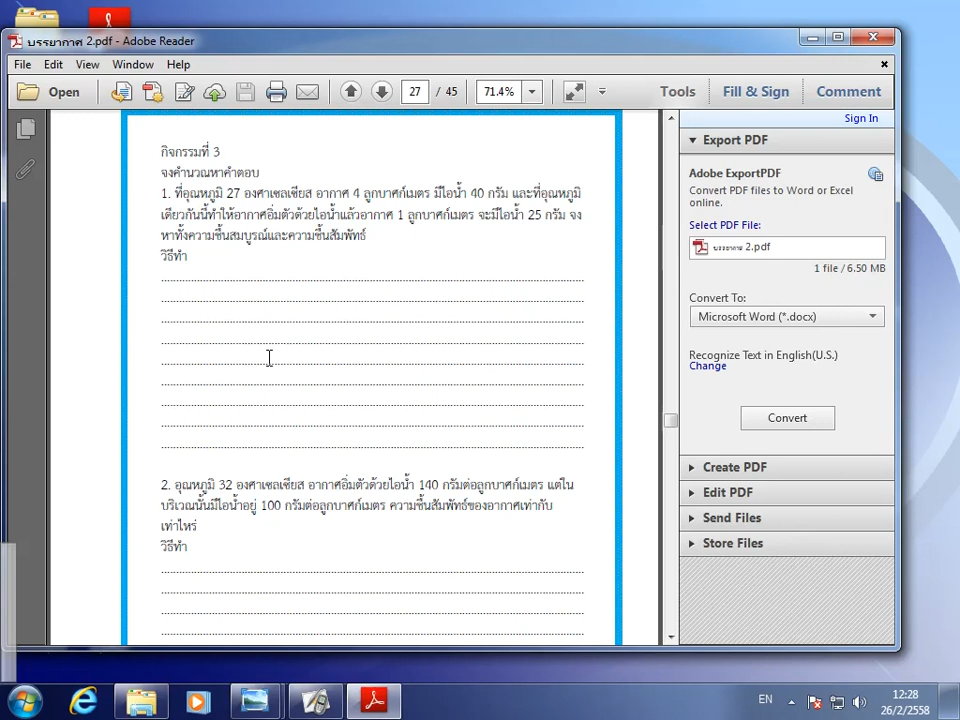 บรรยากาศ 2.pdf - Adobe Reader
File Edit View Window Help
Open 27 / 45 71.4% Tools Fill & Sign Comment
Sign In
Export PDF
Adobe ExportPDF
Convert PDF files to Word or Excel
online.
Select PDF File:
บรรยากาศ 2.pdf
1 file / 6.50 MB
Convert To:
Microsoft Word (*.docx)
Recognize Text in English(U.S.)
Change
Convert
Create PDF
Edit PDF
Send Files
Store Files
กิจกรรมที่ 3
จงคำนวณหาคำตอบ
1. ที่อุณหภูมิ 27 องศาเซลเซียส อากาศ 4 ลูกบาศก์เมตร มีไอน้ำ 40 กรัม และที่อุณหภูมิ
เดียวกันนี้ทำให้อากาศอิ่มตัวด้วยไอน้ำแล้วอากาศ 1 ลูกบาศก์เมตร จะมีไอน้ำ 25 กรัม จง
หาทั้งความชื้นสมบูรณ์และความชื้นสัมพัทธ์
วิธีทำ
2. อุณหภูมิ 32 องศาเซลเซียส อากาศอิ่มตัวด้วยไอน้ำ 140 กรัมต่อลูกบาศก์เมตร แต่ใน
บริเวณนั้นมีไอน้ำอยู่ 100 กรัมต่อลูกบาศก์เมตร ความชื้นสัมพัทธ์ของอากาศเท่ากับ
เท่าไหร่
วิธีทำ
EN
12:28
26/2/2558